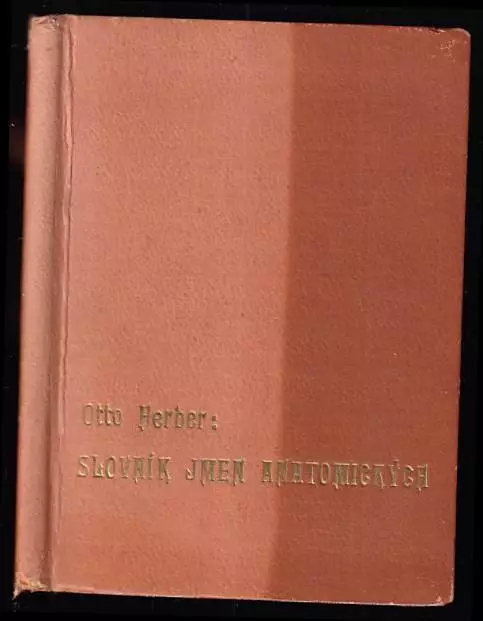 Otto Herber:
SLOVNÍK JMEN ANATOMICKÝCH